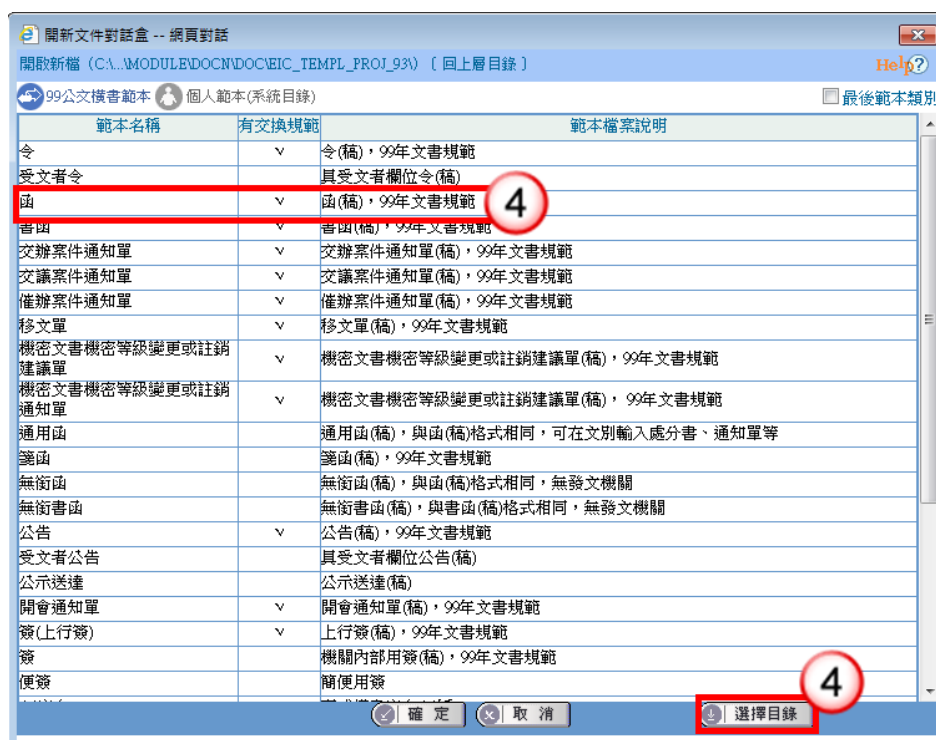 開新文件對話盒 -- 網頁對話
開啟新檔 (C:\...\MODULE\DOCN\DOC\EIC_TEMPL_PROJ_93\) 〔回上層目錄〕 Help?
99公文橫書範本 個人範本(系統目錄) 最後範本類別
範本名稱 有交換規範 範本檔案說明
令 v 令(稿),99年文書規範
受文者令 具受文者欄位令(稿)
函 v 函(稿),99年文書規範 4
書函 v 書函(稿),99年文書規範
交辦案件通知單 v 交辦案件通知單(稿),99年文書規範
交議案件通知單 v 交議案件通知單(稿),99年文書規範
催辦案件通知單 v 催辦案件通知單(稿),99年文書規範
移文單 v 移文單(稿),99年文書規範
機密文書機密等級變更或註銷
建議單 v 機密文書機密等級變更或註銷建議單(稿),99年文書規範
機密文書機密等級變更或註銷
通知單 v 機密文書機密等級變更或註銷建議單(稿), 99年文書規範
通用函 通用函(稿),與函(稿)格式相同,可在文別輸入處分書、通知單等
箋函 箋函(稿),99年文書規範
無銜函 無銜函(稿),與函(稿)格式相同,無發文機關
無銜書函 無銜書函(稿),與書函(稿)格式相同,無發文機關
公告 v 公告(稿),99年文書規範
受文者公告 具受文者欄位公告(稿)
公示送達 公示送達(稿)
開會通知單 v 開會通知單(稿),99年文書規範
簽(上行簽) v 上行簽(稿),99年文書規範
簽 機關內部用簽(稿),99年文書規範
便簽 簡便用簽
4
確 定 取 消 選擇目錄